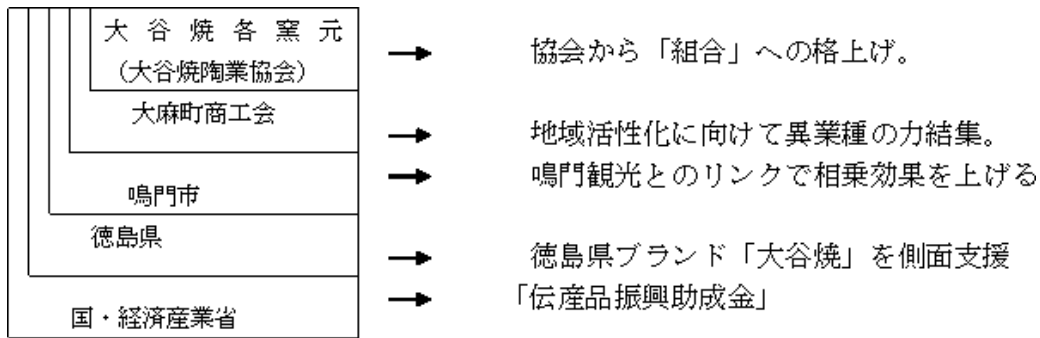 大谷焼各窯元
(大谷焼陶業協会)
→ 協会から「組合」への格上げ。
大麻町商工会
→ 地域活性化に向けて異業種の力結集。
鳴門市
→ 鳴門観光とのリンクで相乗効果を上げる
徳島県
→ 徳島県ブランド「大谷焼」を側面支援
国・経済産業省
→ 「伝産品振興助成金」